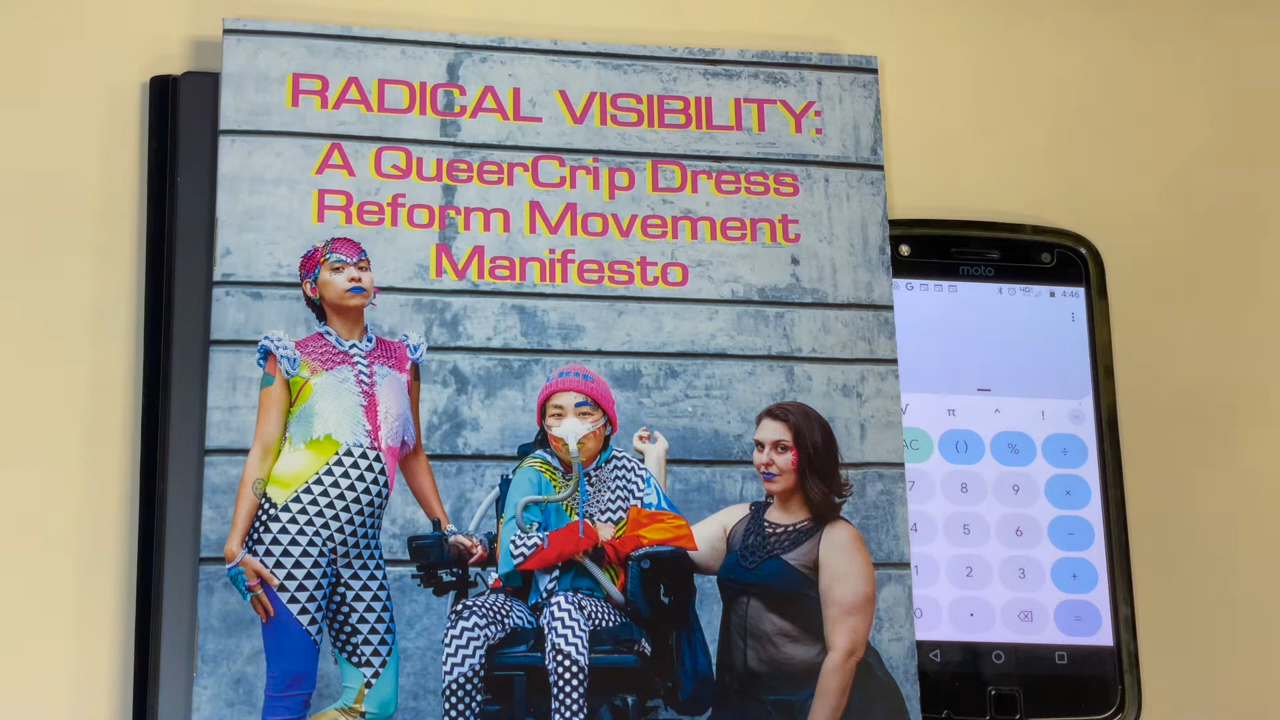 RADICAL VISIBILITY:
A QueerCrip Dress
Reform Movement
Manifesto
moto
G 4:46
π ^ !
AC ( ) % ÷
7 8 9 ×
4 5 6 −
1 2 3 +
0 . =